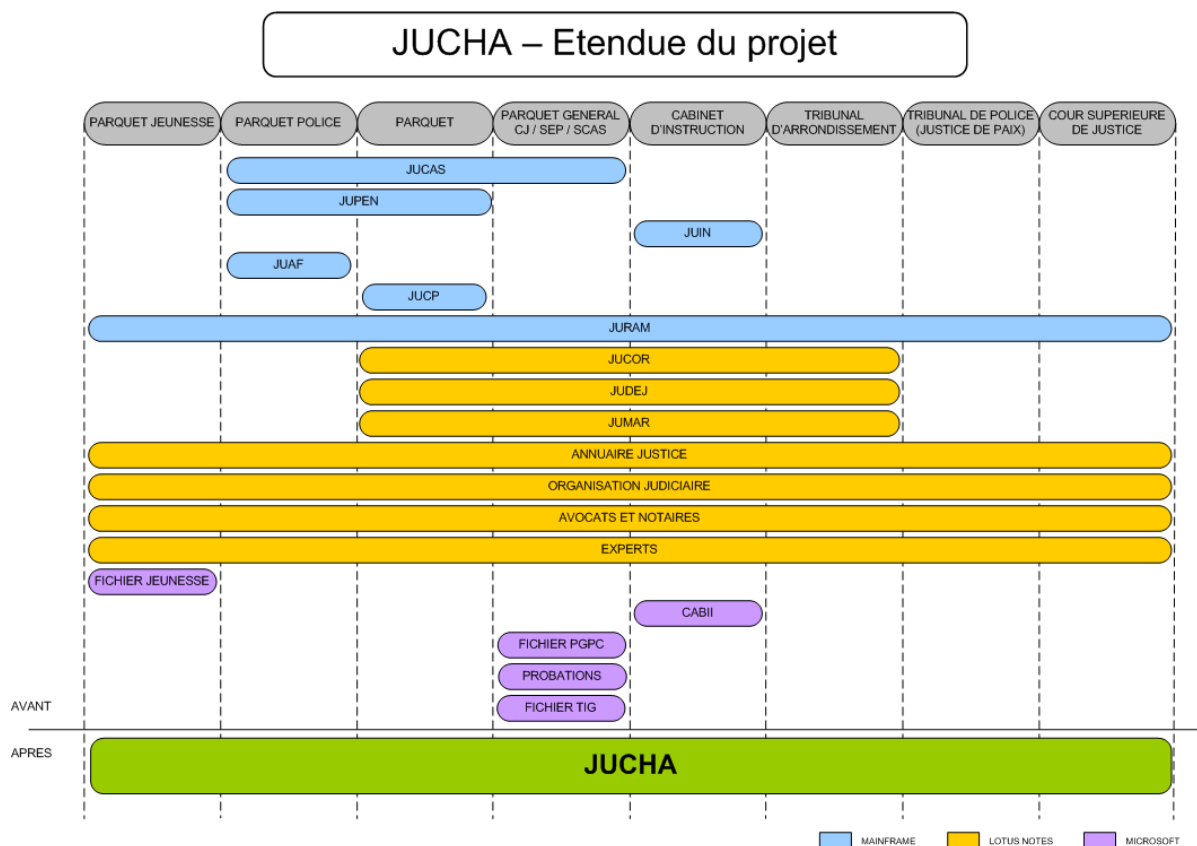 JUCHA – Etendue du projet
PARQUET JEUNESSE
PARQUET POLICE
PARQUET
PARQUET GENERAL
CJ / SEP / SCAS
CABINET
D'INSTRUCTION
TRIBUNAL
D'ARRONDISSEMENT
TRIBUNAL DE POLICE
(JUSTICE DE PAIX)
COUR SUPERIEURE
DE JUSTICE
JUCAS
JUPEN
JUIN
JUAF
JUCP
JURAM
JUCOR
JUDEJ
JUMAR
ANNUAIRE JUSTICE
ORGANISATION JUDICIAIRE
AVOCATS ET NOTAIRES
EXPERTS
FICHIER JEUNESSE
CABII
FICHIER PGPC
PROBATIONS
FICHIER TIG
AVANT
APRES
JUCHA
MAINFRAME
LOTUS NOTES
MICROSOFT